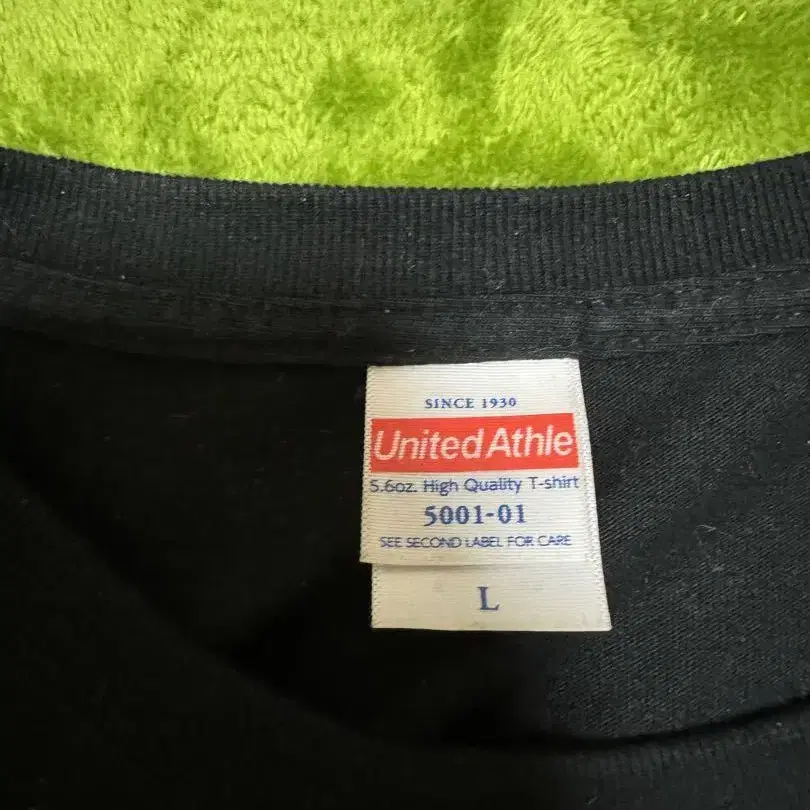 SINCE 1930
United Athle
5.6oz. High Quality T-shirt
5001-01
SEE SECOND LABEL FOR CARE
L